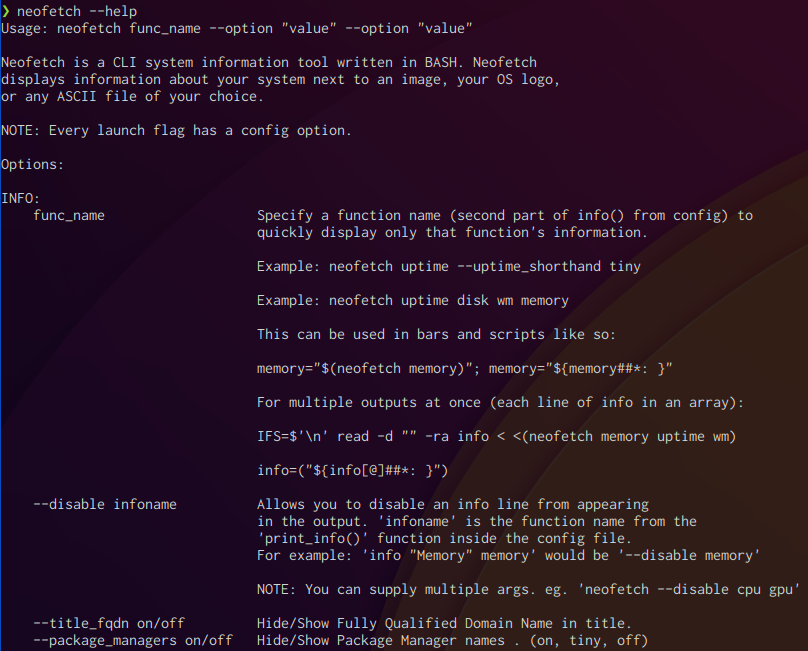 ❯ neofetch --help
Usage: neofetch func_name --option "value" --option "value"

Neofetch is a CLI system information tool written in BASH. Neofetch
displays information about your system next to an image, your OS logo,
or any ASCII file of your choice.

NOTE: Every launch flag has a config option.

Options:

INFO:
    func_name                   Specify a function name (second part of info() from config) to
                                quickly display only that function's information.

                                Example: neofetch uptime --uptime_shorthand tiny

                                Example: neofetch uptime disk wm memory

                                This can be used in bars and scripts like so:

                                memory="$(neofetch memory)"; memory="${memory##*: }"

                                For multiple outputs at once (each line of info in an array):

                                IFS=$'\n' read -d "" -ra info < <(neofetch memory uptime wm)

                                info=("${info[@]##*: }")

    --disable infoname          Allows you to disable an info line from appearing
                                in the output. 'infoname' is the function name from the
                                'print_info()' function inside the config file.
                                For example: 'info "Memory" memory' would be '--disable memory'

                                NOTE: You can supply multiple args. eg. 'neofetch --disable cpu gpu'

    --title_fqdn on/off         Hide/Show Fully Qualified Domain Name in title.
    --package_managers on/off   Hide/Show Package Manager names . (on, tiny, off)